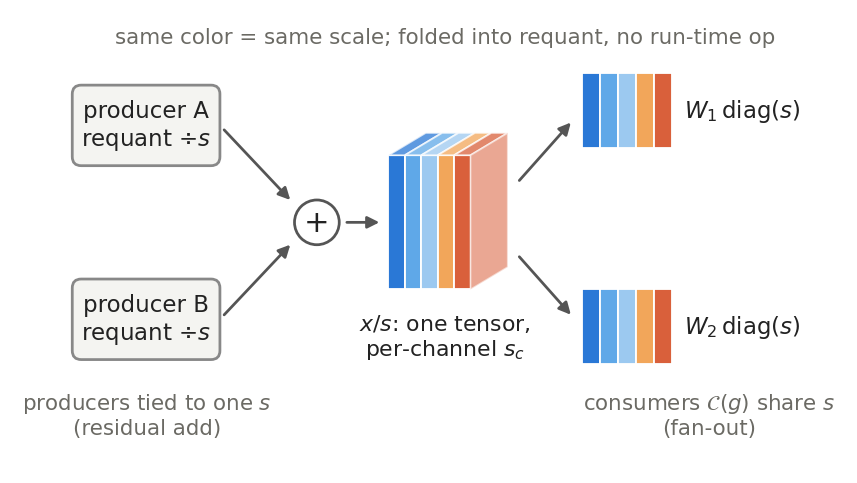 same color = same scale; folded into requant, no run-time op
producer A
requant ÷s
producer B
requant ÷s
+
x/s: one tensor,
per-channel s_c
W₁ diag(s)
W₂ diag(s)
producers tied to one s
(residual add)
consumers 𝒞(g) share s
(fan-out)